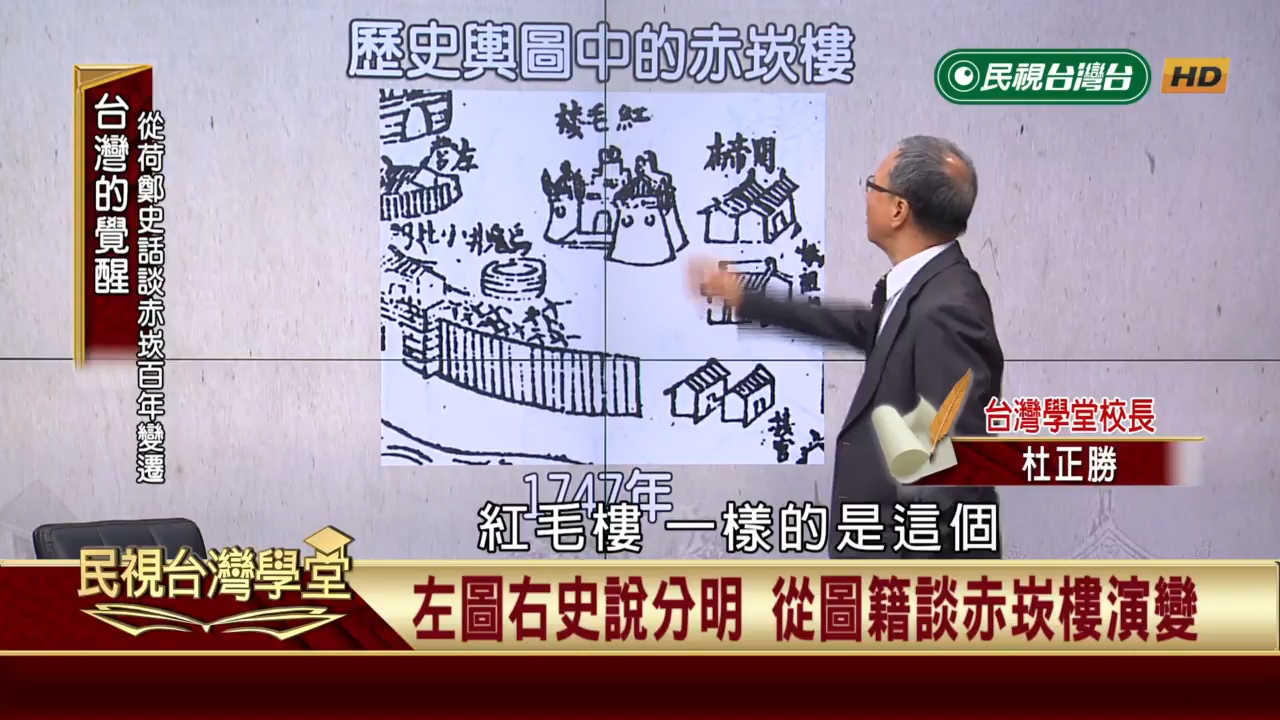 歷史輿圖中的赤崁樓
民視台灣台
HD
台灣的覺醒
從荷鄭史話談赤崁百年變遷
紅毛楼
左営
台灣學堂校長
杜正勝
1747年
紅毛樓 一樣的是這個
民視台灣學堂
左圖右史說分明 從圖籍談赤崁樓演變